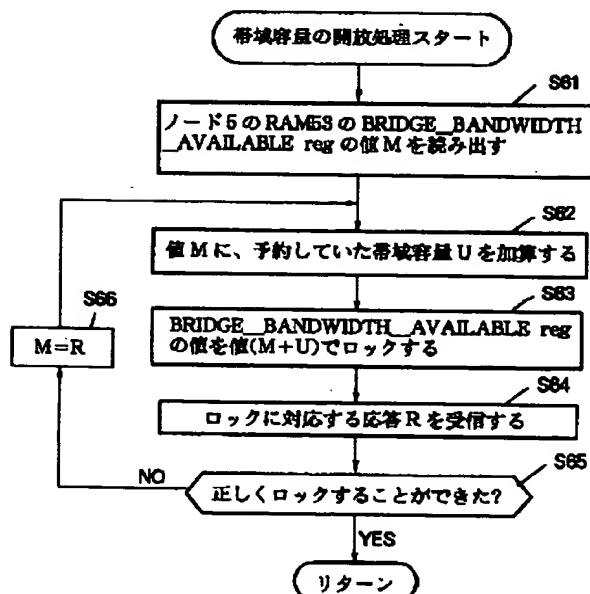 帯域容量の開放処理スタート
S61
ノード5のRAM53のBRIDGE__BANDWIDTH
__AVAILABLE regの値Mを読み出す
S62
値Mに、予約していた帯域容量Uを加算する
S63
BRIDGE__BANDWIDTH__AVAILABLE reg
の値を値(M+U)でロックする
S66
M=R
S64
ロックに対応する応答Rを受信する
S65
NO
正しくロックすることができた?
YES
リターン